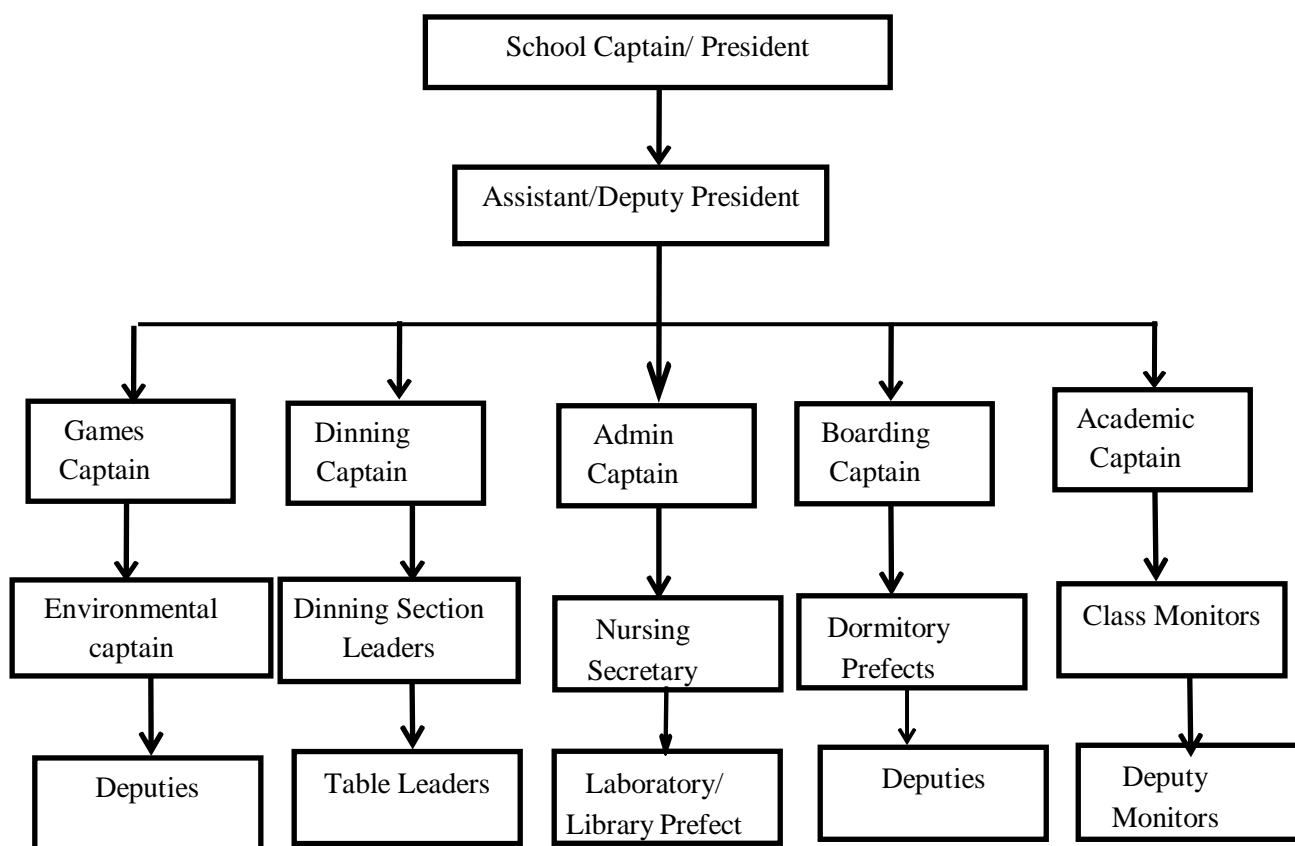 School Captain/ President
Assistant/Deputy President
Games
Captain
Dinning
Captain
Admin
Captain
Boarding
Captain
Academic
Captain
Environmental
captain
Dinning Section
Leaders
Nursing
Secretary
Dormitory
Prefects
Class Monitors
Deputies
Table Leaders
Laboratory/
Library Prefect
Deputies
Deputy
Monitors